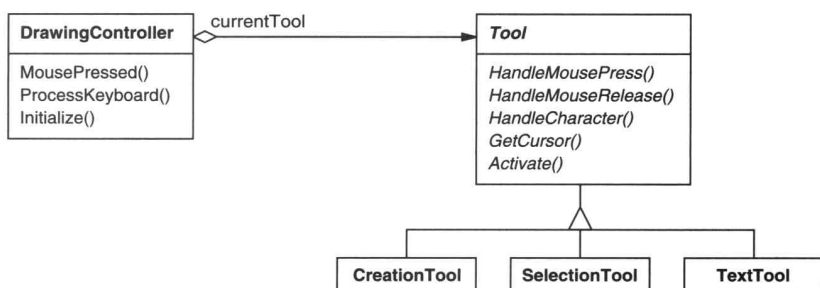 currentTool
DrawingController
MousePressed()
ProcessKeyboard()
Initialize()
Tool
HandleMousePress()
HandleMouseRelease()
HandleCharacter()
GetCursor()
Activate()
CreationTool
SelectionTool
TextTool